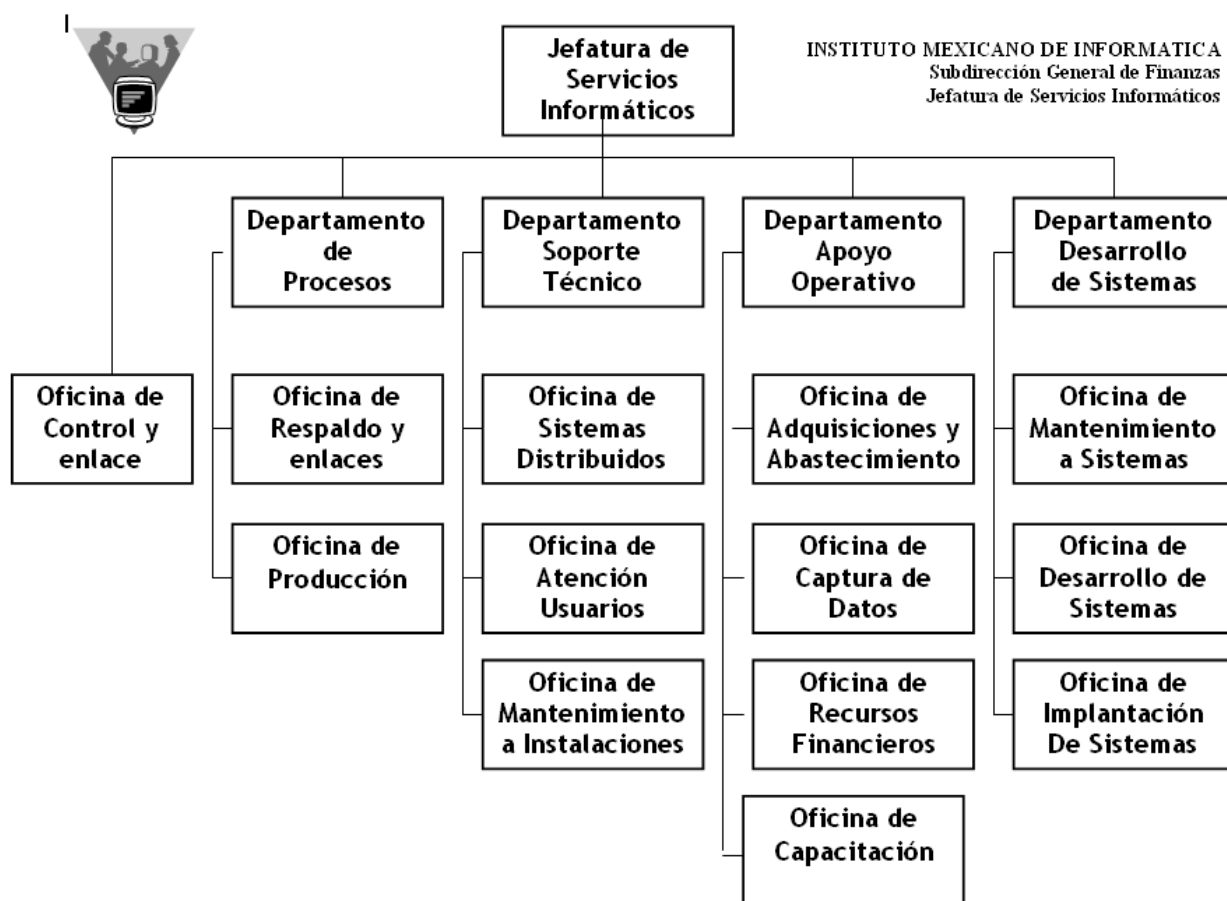 I
Jefatura de
Servicios
Informáticos
INSTITUTO MEXICANO DE INFORMATICA
Subdirección General de Finanzas
Jefatura de Servicios Informáticos
Departamento
de
Procesos
Departamento
Soporte
Técnico
Departamento
Apoyo
Operativo
Departamento
Desarrollo
de Sistemas
Oficina de
Control y
enlace
Oficina de
Respaldo y
enlaces
Oficina de
Sistemas
Distribuidos
Oficina de
Adquisiciones y
Abastecimiento
Oficina de
Mantenimiento
a Sistemas
Oficina de
Producción
Oficina de
Atención
Usuarios
Oficina de
Captura de
Datos
Oficina de
Desarrollo de
Sistemas
Oficina de
Mantenimiento
a Instalaciones
Oficina de
Recursos
Financieros
Oficina de
Implantación
De Sistemas
Oficina de
Capacitación